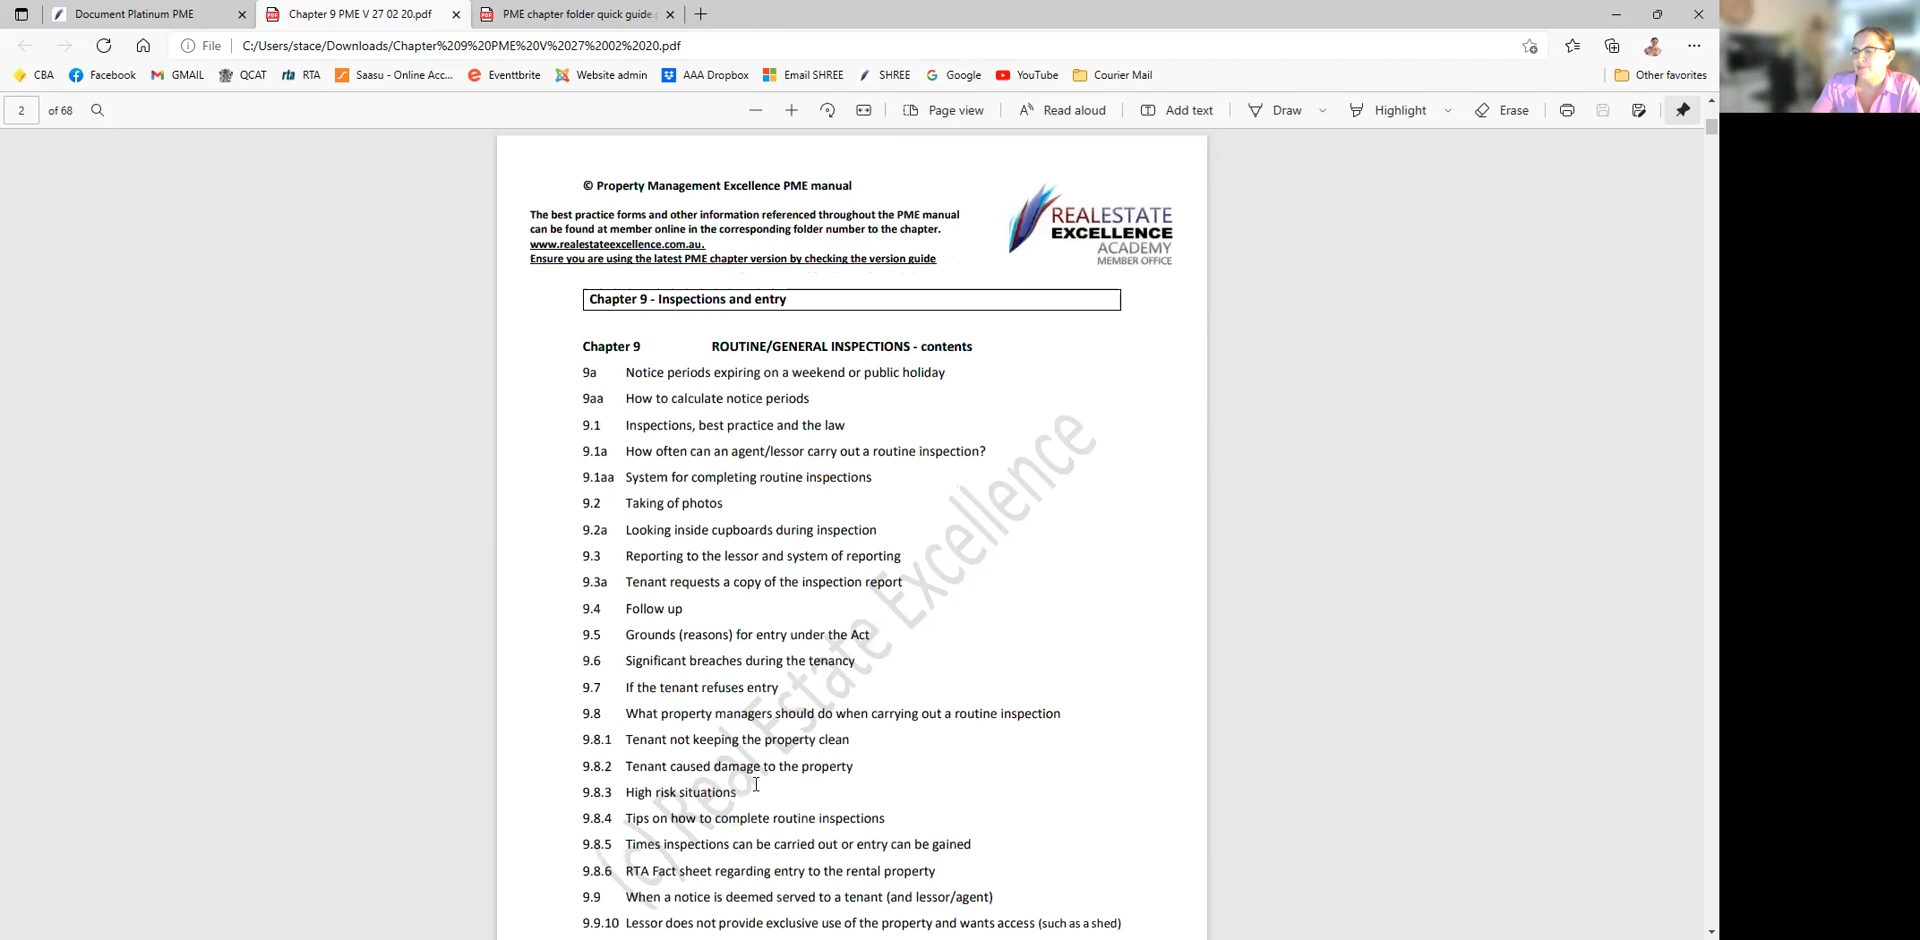 Document Platinum PME
Chapter 9 PME V 27 02 20.pdf
PME chapter folder quick guide.
File
C:/Users/stace/Downloads/Chapter%209%20PME%20V%2027%2002%2020.pdf
CBA
Facebook
GMAIL
QCAT
rta RTA
Saasu - Online Acc...
Eventtbrite
Website admin
AAA Dropbox
Email SHREE
SHREE
Google
YouTube
Courier Mail
Other favorites
2 of 68
Page view
Read aloud
Add text
Draw
Highlight
Erase
© Property Management Excellence PME manual
The best practice forms and other information referenced throughout the PME manual
can be found at member online in the corresponding folder number to the chapter.
www.realestateexcellence.com.au.
Ensure you are using the latest PME chapter version by checking the version guide
REALESTATE
EXCELLENCE
ACADEMY
MEMBER OFFICE
Chapter 9 - Inspections and entry
Chapter 9 ROUTINE/GENERAL INSPECTIONS - contents
9a Notice periods expiring on a weekend or public holiday
9aa How to calculate notice periods
9.1 Inspections, best practice and the law
9.1a How often can an agent/lessor carry out a routine inspection?
9.1aa System for completing routine inspections
9.2 Taking of photos
9.2a Looking inside cupboards during inspection
9.3 Reporting to the lessor and system of reporting
9.3a Tenant requests a copy of the inspection report
9.4 Follow up
9.5 Grounds (reasons) for entry under the Act
9.6 Significant breaches during the tenancy
9.7 If the tenant refuses entry
9.8 What property managers should do when carrying out a routine inspection
9.8.1 Tenant not keeping the property clean
9.8.2 Tenant caused damage to the property
9.8.3 High risk situations
9.8.4 Tips on how to complete routine inspections
9.8.5 Times inspections can be carried out or entry can be gained
9.8.6 RTA Fact sheet regarding entry to the rental property
9.9 When a notice is deemed served to a tenant (and lessor/agent)
9.9.10 Lessor does not provide exclusive use of the property and wants access (such as a shed)
(c) Real Estate Excellence